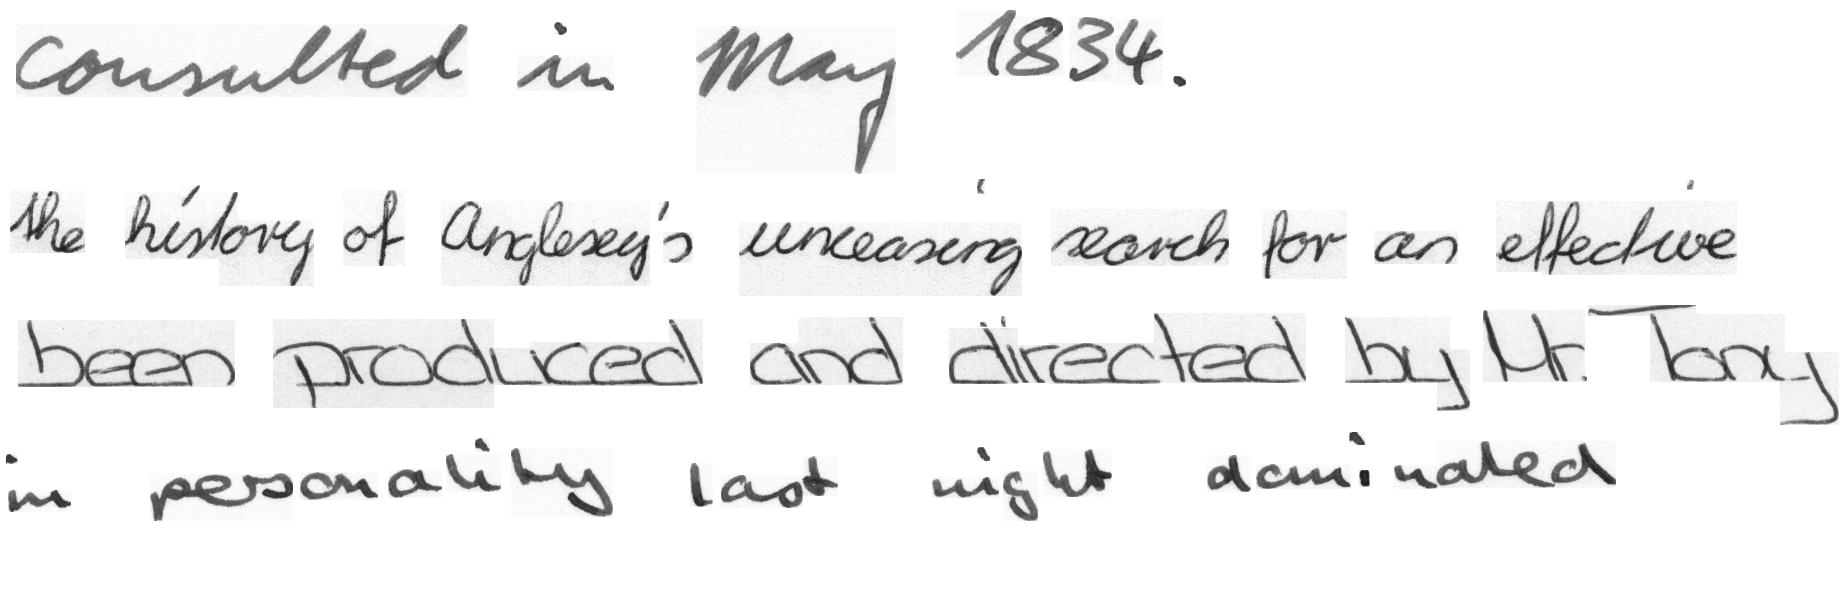 consulted in May 1834.
the history of Anglesey's unceasing search for an effective
been produced and directed by Mr. Tony
in personality last night dominated